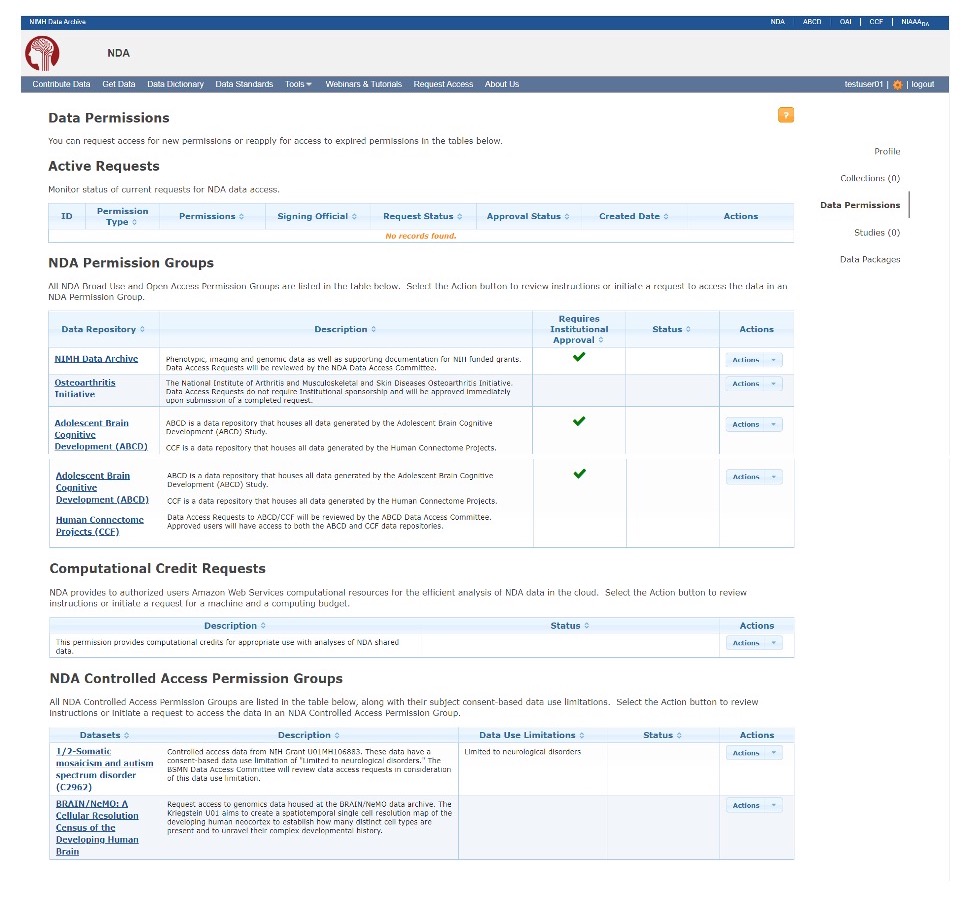 NIMH Data Archive
NDA | ABCD | OAI | CCF | NIAAADA
NDA
Contribute Data Get Data Data Dictionary Data Standards Tools Webinars & Tutorials Request Access About Us
testuser01 | | logout
Data Permissions
?
You can request access for new permissions or reapply for access to expired permissions in the tables below.
Profile
Collections (0)
Data Permissions
Studies (0)
Data Packages
Active Requests
Monitor status of current requests for NDA data access.
ID
Permission
Type
Permissions
Signing Official
Request Status
Approval Status
Created Date
Actions
No records found.
NDA Permission Groups
All NDA Broad Use and Open Access Permission Groups are listed in the table below. Select the Action button to review instructions or initiate a request to access the data in an
NDA Permission Group.
Data Repository
Description
Requires
Institutional
Approval
Status
Actions
NIMH Data Archive
Phenotypic, imaging and genomic data as well as supporting documentation for NIH funded grants.
Data Access Requests will be reviewed by the NDA Data Access Committee.
Actions
Osteoarthritis
Initiative
The National Institute of Arthritis and Musculoskeletal and Skin Diseases Osteoarthritis Initiative.
Data Access Requests do not require Institutional sponsorship and will be approved immediately
upon submission of a completed request.
Actions
Adolescent Brain
Cognitive
Development (ABCD)
ABCD is a data repository that houses all data generated by the Adolescent Brain Cognitive
Development (ABCD) Study.
CCF is a data repository that houses all data generated by the Human Connectome Projects.
Actions
Adolescent Brain
Cognitive
Development (ABCD)
Human Connectome
Projects (CCF)
ABCD is a data repository that houses all data generated by the Adolescent Brain Cognitive
Development (ABCD) Study.
CCF is a data repository that houses all data generated by the Human Connectome Projects.
Data Access Requests to ABCD/CCF will be reviewed by the ABCD Data Access Committee.
Approved users will have access to both the ABCD and CCF data repositories.
Actions
Computational Credit Requests
NDA provides to authorized users Amazon Web Services computational resources for the efficient analysis of NDA data in the cloud. Select the Action button to review
instructions or initiate a request for a machine and a computing budget.
Description
Status
Actions
This permission provides computational credits for appropriate use with analyses of NDA shared
data.
Actions
NDA Controlled Access Permission Groups
All NDA Controlled Access Permission Groups are listed in the table below, along with their subject consent-based data use limitations. Select the Action button to review
instructions or initiate a request to access the data in an NDA Controlled Access Permission Group.
Datasets
Description
Data Use Limitations
Status
Actions
1/2-Somatic
mosaicism and autism
spectrum disorder
(C2962)
Controlled access data from NIH Grant U01MH106883. These data have a
consent-based data use limitation of "Limited to neurological disorders." The
BSMN Data Access Committee will review data access requests in consideration
of this data use limitation.
Limited to neurological disorders
Actions
BRAIN/NeMO: A
Cellular Resolution
Census of the
Developing Human
Brain
Request access to genomics data housed at the BRAIN/NeMO data archive. The
Kriegstein U01 aims to create a spatiotemporal single cell resolution map of the
developing human neocortex to establish how many distinct cell types are
present and to unravel their complex developmental history.
Actions